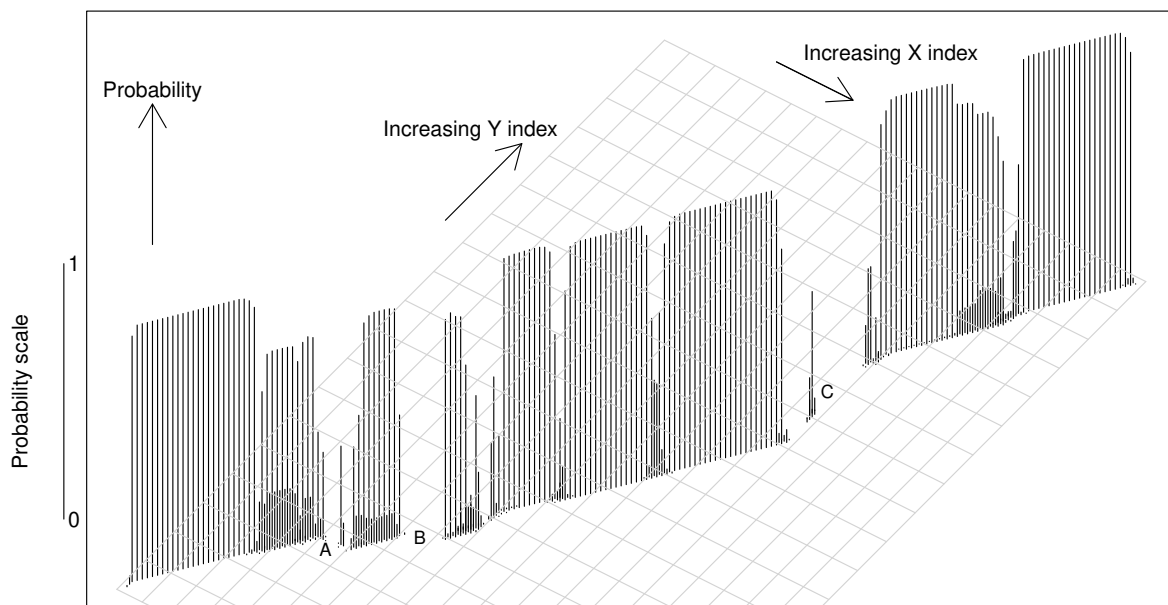 Increasing X index
Probability
Increasing Y index
1
Probability scale
C
0
B
A